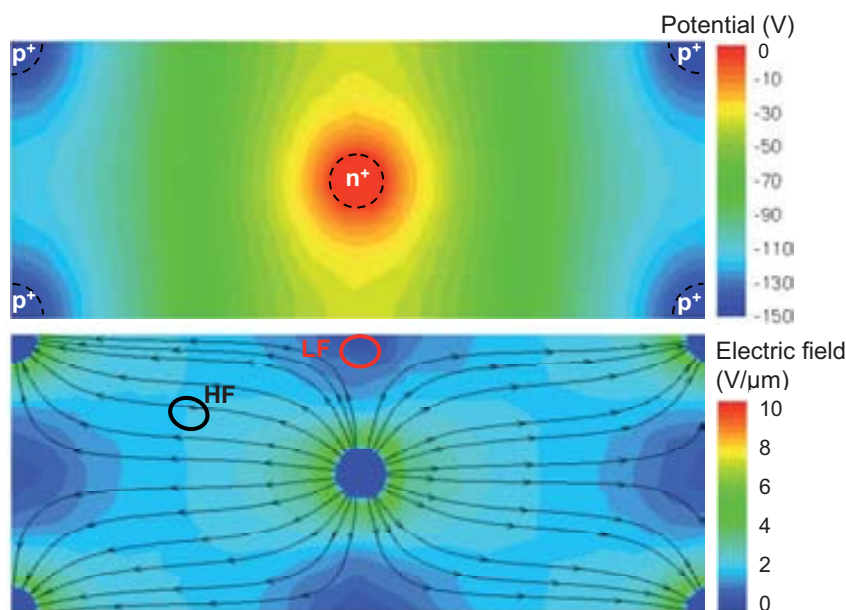 Potential (V)
p⁺
p⁺
0
-10
-30
-50
-70
-90
-110
-130
-150
n⁺
p⁺
p⁺
LF
HF
Electric field
(V/µm)
10
8
6
4
2
0